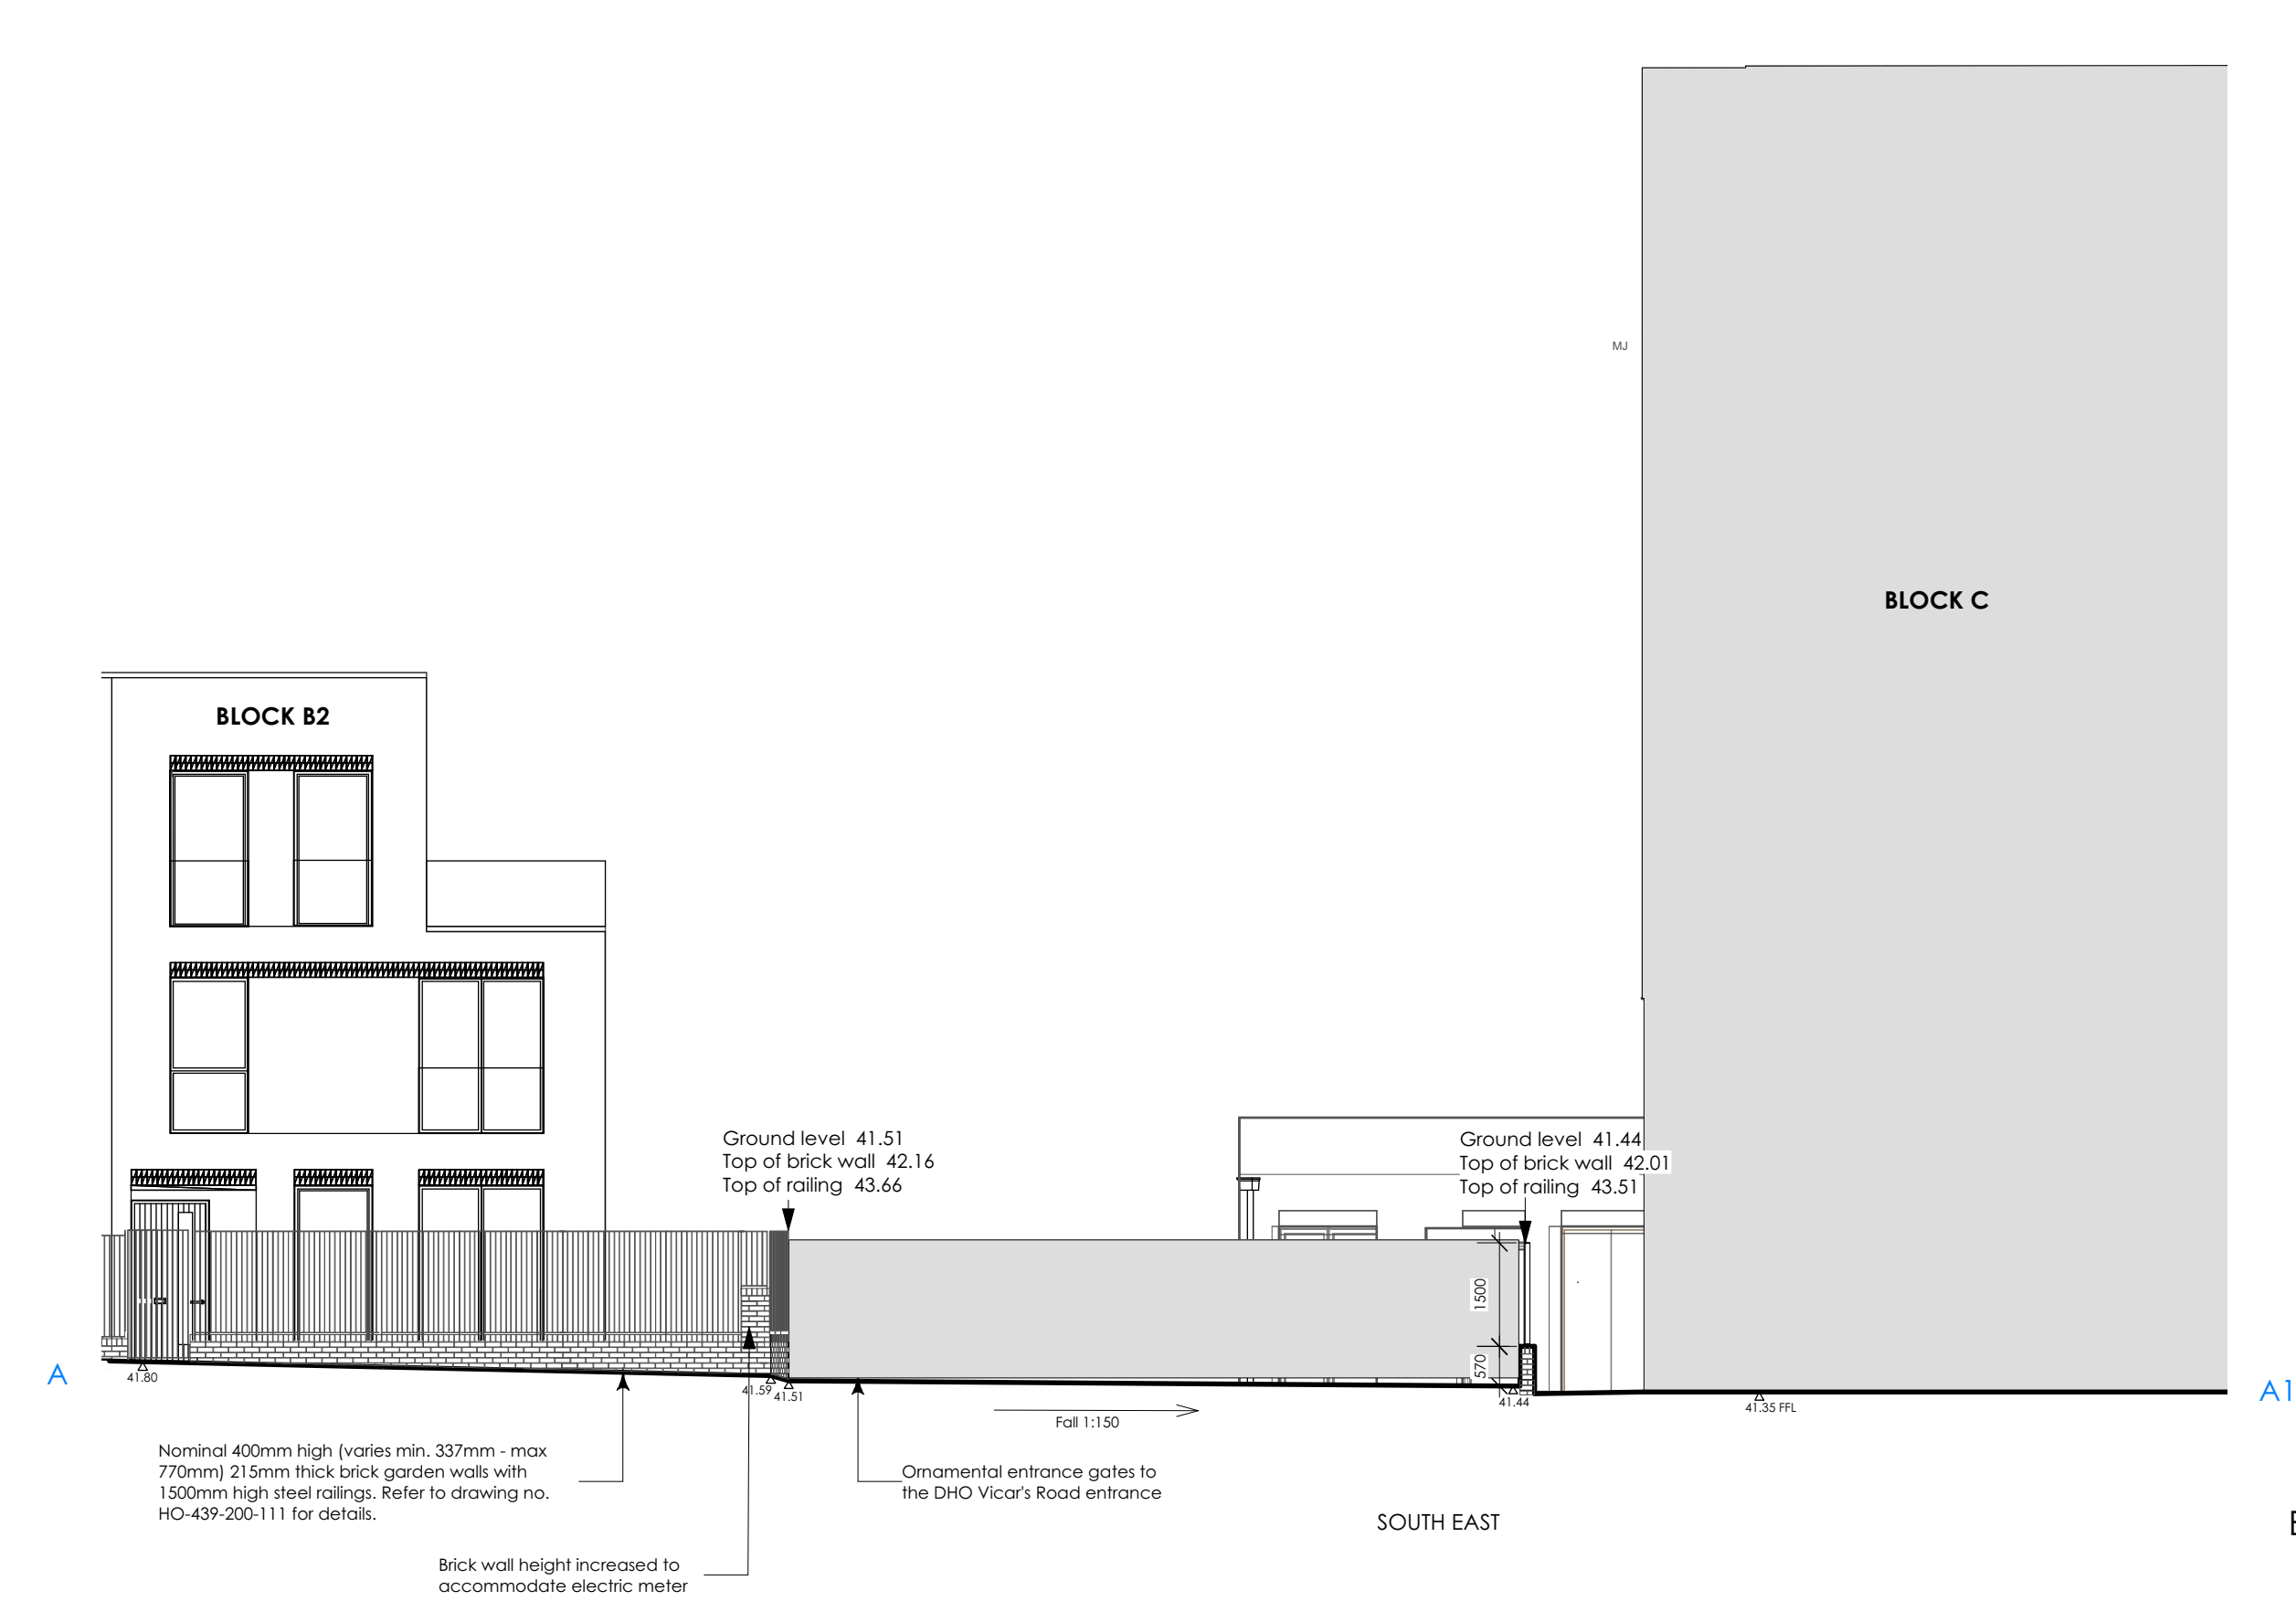 MJ
BLOCK C
BLOCK B2
Ground level 41.51
Top of brick wall 42.16
Top of railing 43.66
Ground level 41.44
Top of brick wall 42.01
Top of railing 43.51
1500
570
A
41.80
41.59
41.51
41.44
41.35 FFL
A1
Fall 1:150
Nominal 400mm high (varies min. 337mm - max
770mm) 215mm thick brick garden walls with
1500mm high steel railings. Refer to drawing no.
HO-439-200-111 for details.
Ornamental entrance gates to
the DHO Vicar's Road entrance
SOUTH EAST
Brick wall height increased to
accommodate electric meter